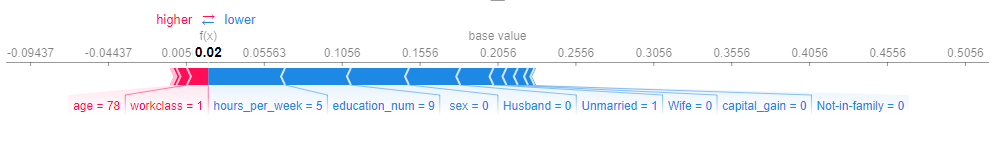 higher ⇄ lower
f(x) base value
-0.09437 -0.04437 0.005 0.02 0.05563 0.1056 0.1556 0.2056 0.2556 0.3056 0.3556 0.4056 0.4556 0.5056
age = 78 workclass = 1 hours_per_week = 5 education_num = 9 sex = 0 Husband = 0 Unmarried = 1 Wife = 0 capital_gain = 0 Not-in-family = 0